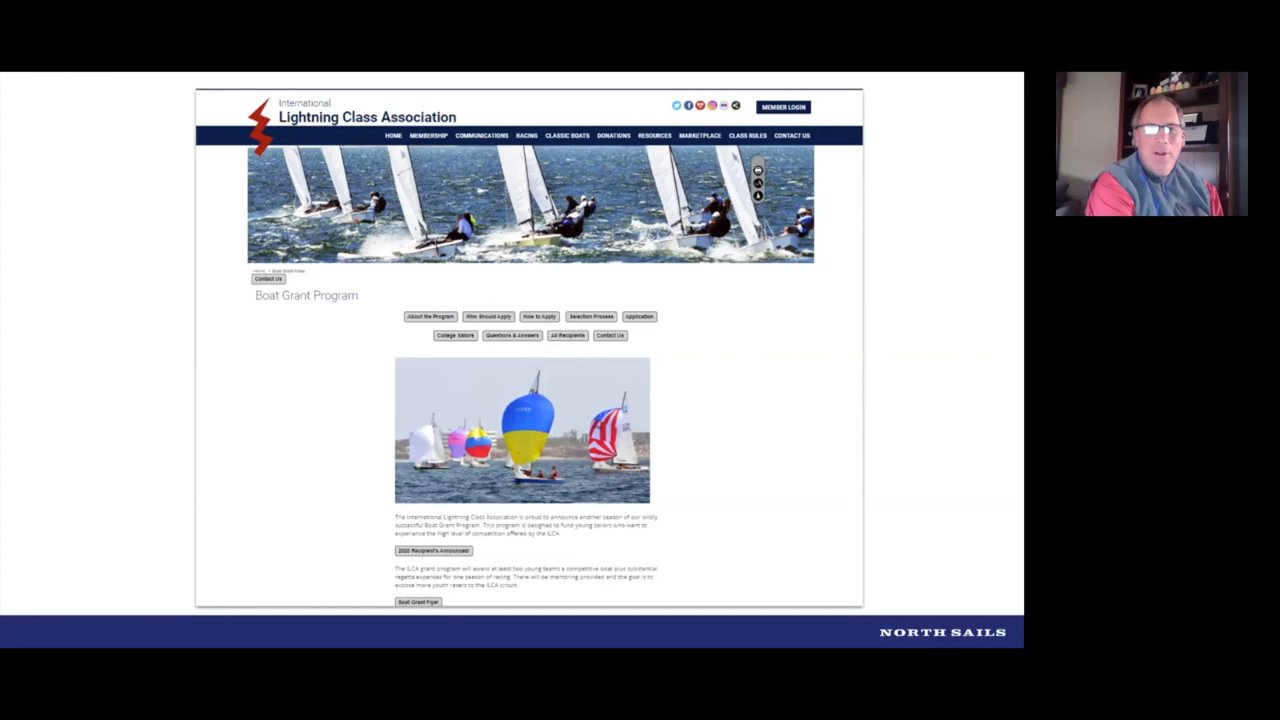 International
Lightning Class Association
MEMBER LOGIN
HOME MEMBERSHIP COMMUNICATIONS RACING CLASSIC BOATS DONATIONS RESOURCES MARKETPLACE CLASS RULES CONTACT US
Home > Boat Grant Index
Contact Us
Boat Grant Program
About the Program Who Should Apply How to Apply Selection Process Application
College Sailors Questions & Answers All Recipients Contact Us
The International Lightning Class Association is proud to announce another season of our wildly
successful Boat Grant Program. This program is designed to fund young sailors who want to
experience the high level of competition offered by the ILCA.
2020 Recipient's Announced!
The ILCA grant program will award at least two young teams a competitive boat plus substantial
regatta expenses for one season of racing. There will be mentoring provided and the goal is to
expose more youth racers to the ILCA circuit.
Boat Grant Flyer
NORTH SAILS